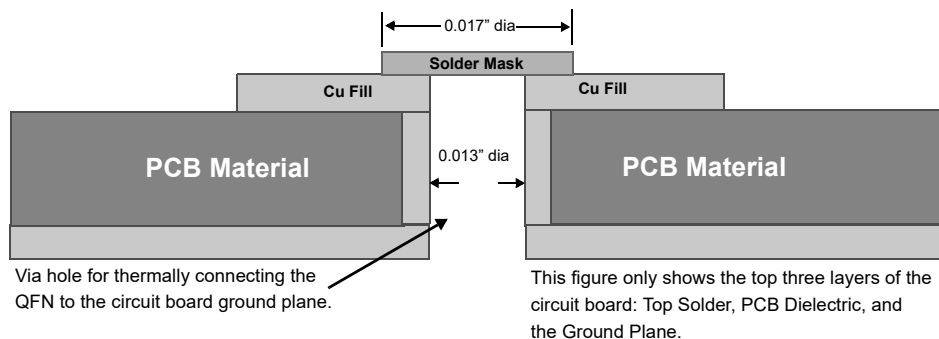 0.017” dia
Solder Mask
Cu Fill
Cu Fill
0.013” dia
PCB Material
PCB Material
Via hole for thermally connecting the
QFN to the circuit board ground plane.
This figure only shows the top three layers of the
circuit board: Top Solder, PCB Dielectric, and
the Ground Plane.